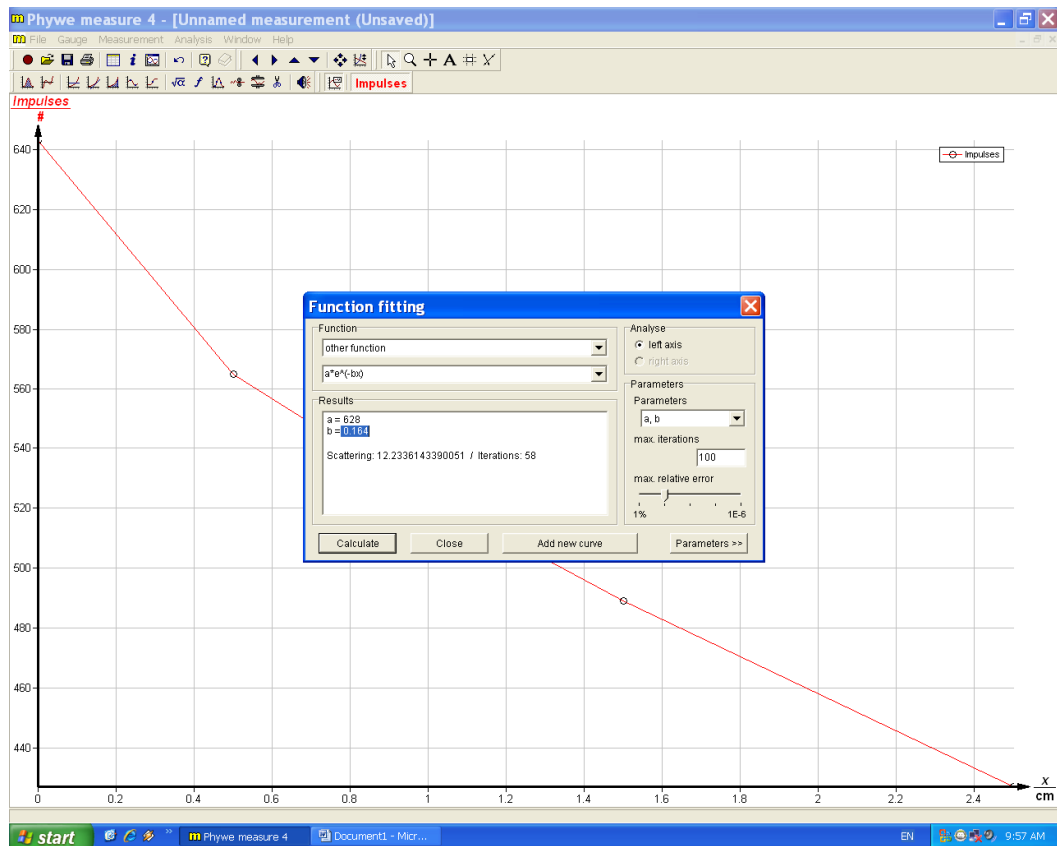 Phywe measure 4 - [Unnamed measurement (Unsaved)]
File Gauge Measurement Analysis Window Help
Impulses
Impulses
#
640
620
600
580
560
540
520
500
480
460
440
Impulses
Function fitting
Function
other function
a*e^(-bx)
Analyse
left axis
right axis
Results
a = 628
b = 0.164
Scattering: 12.2336143390051 / Iterations: 58
Parameters
Parameters
a, b
max. iterations
100
max. relative error
1% 1E-6
Calculate Close Add new curve Parameters >>
0 0.2 0.4 0.6 0.8 1 1.2 1.4 1.6 1.8 2 2.2 2.4
x
cm
start Phywe measure 4 Document1 - Micr... EN 9:57 AM